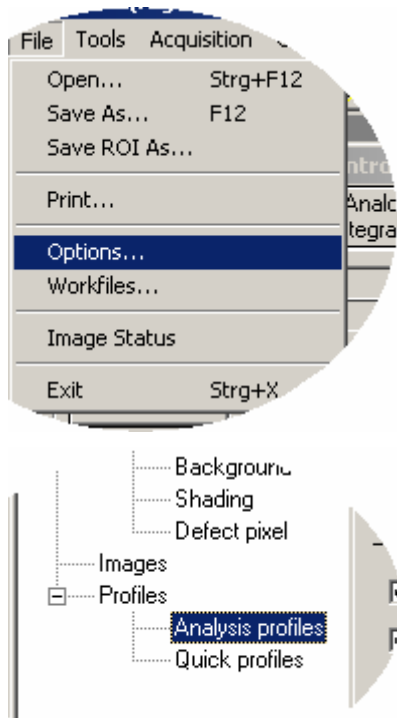 File Tools Acquisition
Open... Strg+F12
Save As... F12
Save ROI As...
Print...
Options...
Workfiles...
Image Status
Exit Strg+X
Shading
Defect pixel
Images
Profiles
Analysis profiles
Quick profiles